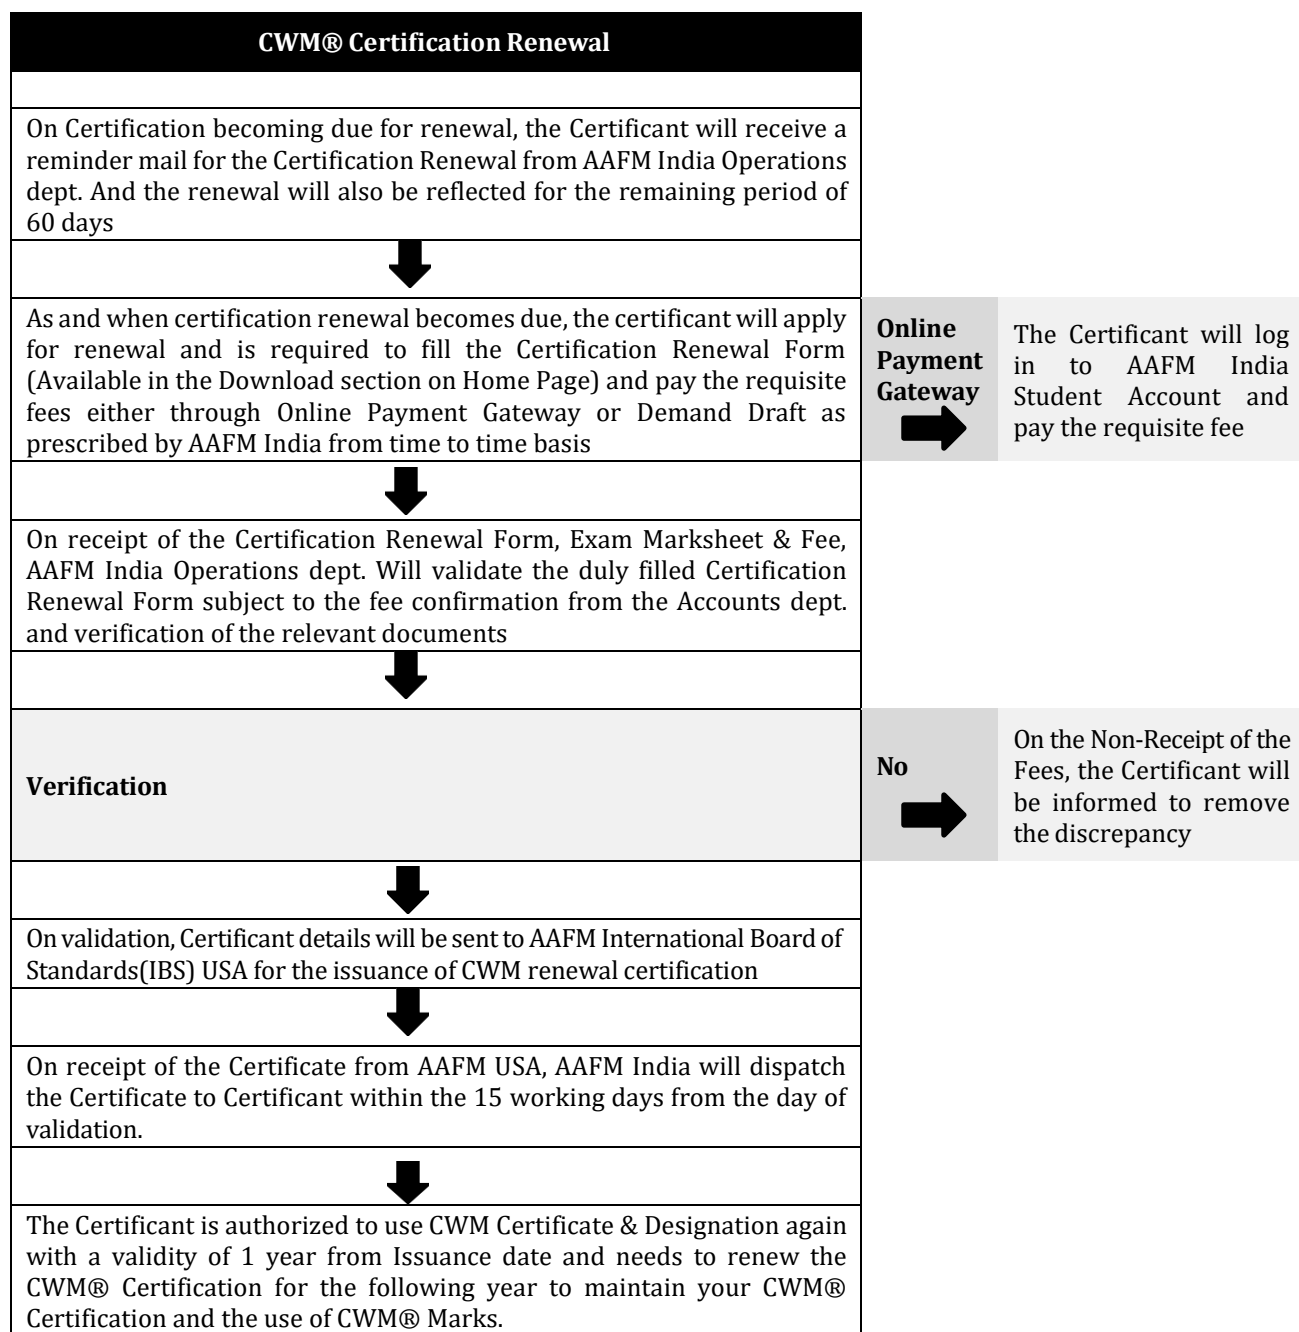 CWM® Certification Renewal
On Certification becoming due for renewal, the Certificant will receive a
reminder mail for the Certification Renewal from AAFM India Operations
dept. And the renewal will also be reflected for the remaining period of
60 days
As and when certification renewal becomes due, the certificant will apply
for renewal and is required to fill the Certification Renewal Form
(Available in the Download section on Home Page) and pay the requisite
fees either through Online Payment Gateway or Demand Draft as
prescribed by AAFM India from time to time basis
Online
Payment
Gateway
The Certificant will log
in to AAFM India
Student Account and
pay the requisite fee
On receipt of the Certification Renewal Form, Exam Marksheet & Fee,
AAFM India Operations dept. Will validate the duly filled Certification
Renewal Form subject to the fee confirmation from the Accounts dept.
and verification of the relevant documents
Verification
No
On the Non-Receipt of the
Fees, the Certificant will
be informed to remove
the discrepancy
On validation, Certificant details will be sent to AAFM International Board of
Standards(IBS) USA for the issuance of CWM renewal certification
On receipt of the Certificate from AAFM USA, AAFM India will dispatch
the Certificate to Certificant within the 15 working days from the day of
validation.
The Certificant is authorized to use CWM Certificate & Designation again
with a validity of 1 year from Issuance date and needs to renew the
CWM® Certification for the following year to maintain your CWM®
Certification and the use of CWM® Marks.